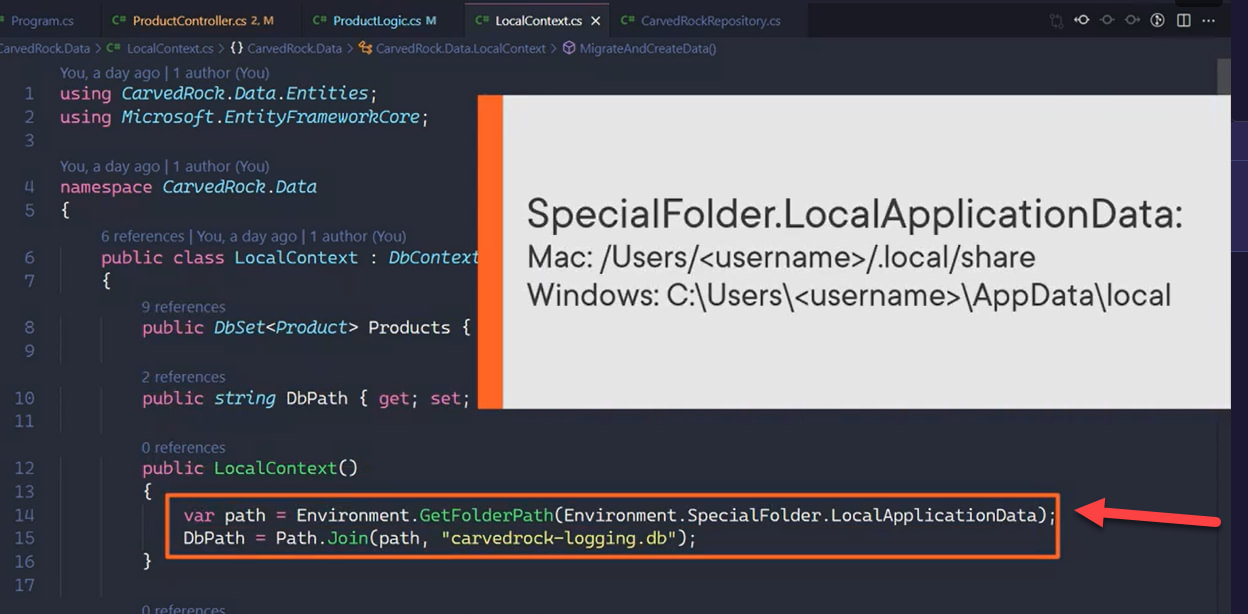 Program.cs C# ProductController.cs 2, M C# ProductLogic.cs M C# LocalContext.cs × C# CarvedRockRepository.cs ...
CarvedRock.Data > C# LocalContext.cs > {} CarvedRock.Data > CarvedRock.Data.LocalContext > MigrateAndCreateData()
You, a day ago | 1 author (You)
1 using CarvedRock.Data.Entities;
2 using Microsoft.EntityFrameworkCore;
3
You, a day ago | 1 author (You)
4 namespace CarvedRock.Data
5 {
6 references | You, a day ago | 1 author (You)
6 public class LocalContext : DbContext
7 {
9 references
8 public DbSet<Product> Products {
9
2 references
10 public string DbPath { get; set;
11
0 references
12 public LocalContext()
13 {
14 var path = Environment.GetFolderPath(Environment.SpecialFolder.LocalApplicationData);
15 DbPath = Path.Join(path, "carvedrock-logging.db");
16 }
17
0 references
SpecialFolder.LocalApplicationData:
Mac: /Users/<username>/.local/share
Windows: C:\Users\<username>\AppData\local